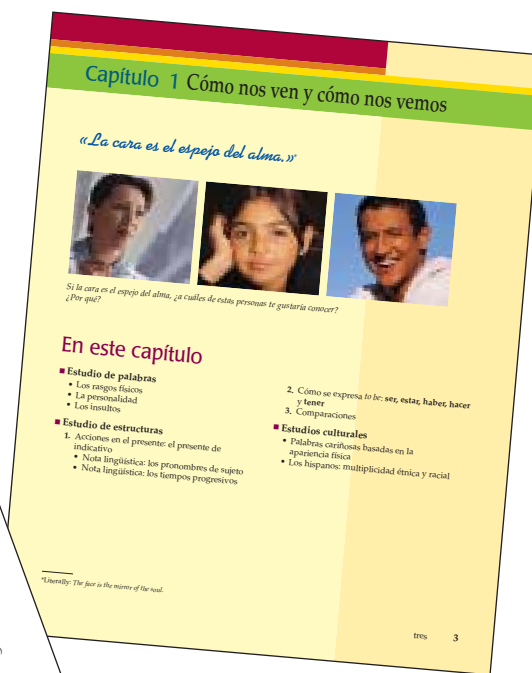 Capítulo 1 Cómo nos ven y cómo nos vemos
«La cara es el espejo del alma.»*
Si la cara es el espejo del alma, ¿a cuáles de estas personas te gustaría conocer?
¿Por qué?
En este capítulo
■ Estudio de palabras
• Los rasgos físicos
• La personalidad
• Los insultos
■ Estudio de estructuras
1. Acciones en el presente: el presente de
indicativo
• Nota lingüística: los pronombres de sujeto
• Nota lingüística: los tiempos progresivos
2. Cómo se expresa to be: ser, estar, haber, hacer
y tener
3. Comparaciones
■ Estudios culturales
• Palabras cariñosas basadas en la
apariencia física
• Los hispanos: multiplicidad étnica y racial
*Literally: The face is the mirror of the soul.
tres 3